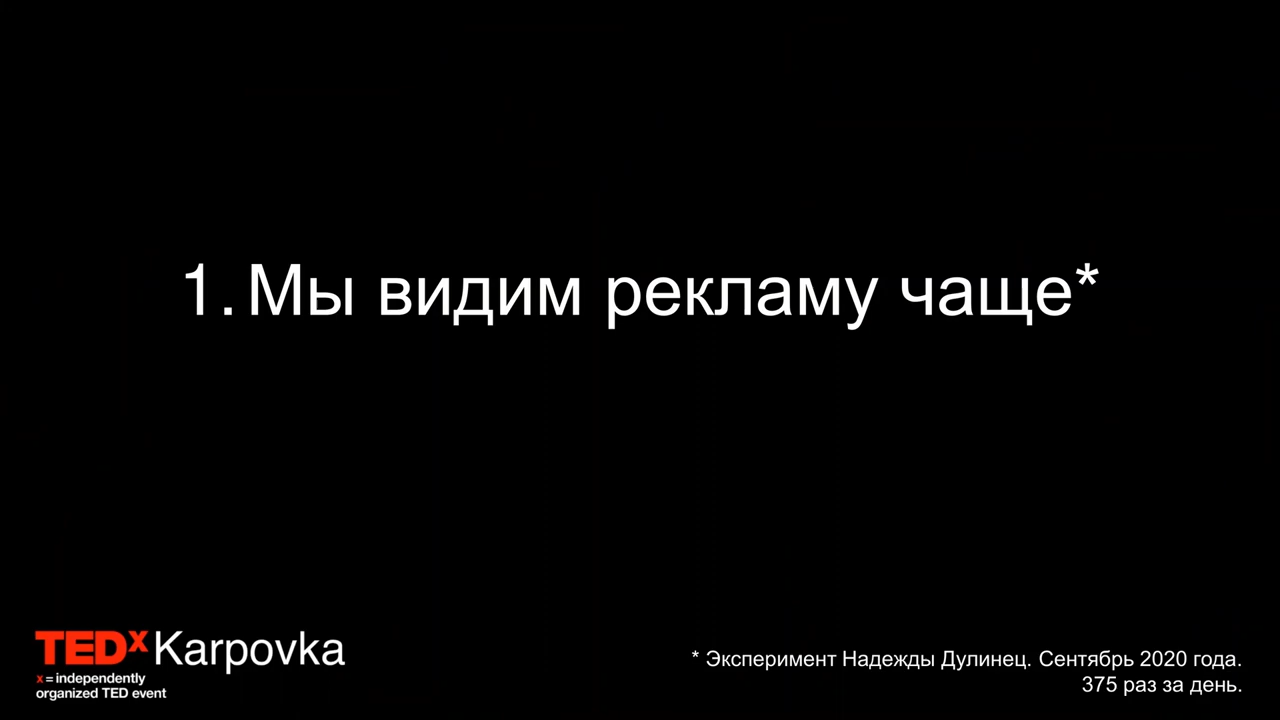 1. Мы видим рекламу чаще*
TEDx Karpovka
x = independently
organized TED event
* Эксперимент Надежды Дулинец. Сентябрь 2020 года.
375 раз за день.